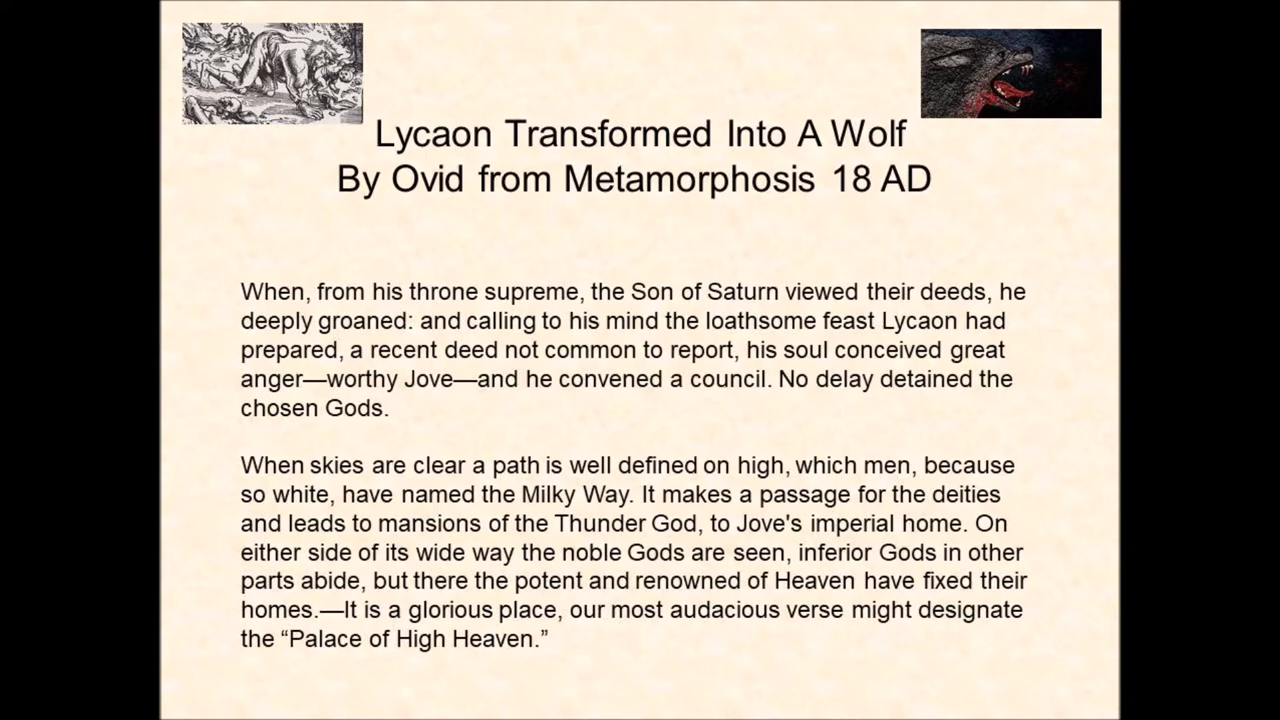 Lycaon Transformed Into A Wolf
By Ovid from Metamorphosis 18 AD
When, from his throne supreme, the Son of Saturn viewed their deeds, he
deeply groaned: and calling to his mind the loathsome feast Lycaon had
prepared, a recent deed not common to report, his soul conceived great
anger—worthy Jove—and he convened a council. No delay detained the
chosen Gods.
When skies are clear a path is well defined on high, which men, because
so white, have named the Milky Way. It makes a passage for the deities
and leads to mansions of the Thunder God, to Jove's imperial home. On
either side of its wide way the noble Gods are seen, inferior Gods in other
parts abide, but there the potent and renowned of Heaven have fixed their
homes.—It is a glorious place, our most audacious verse might designate
the “Palace of High Heaven.”